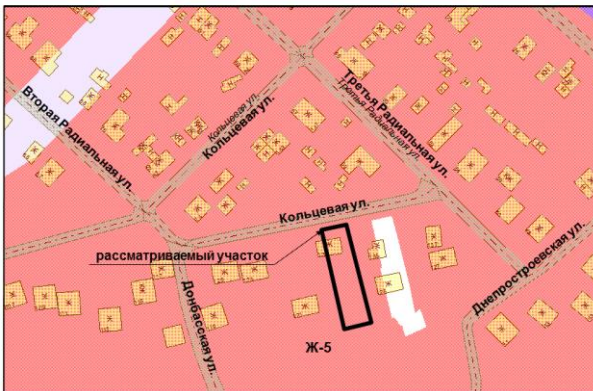 Вторая Радиальная ул.
Кольцевая ул.
Кольцевая ул.
Третья Радиальная ул.
Третья Радиальная ул.
Кольцевая ул.
рассматриваемый участок
Донбасская ул.
Днепростроевская ул.
Ж-5